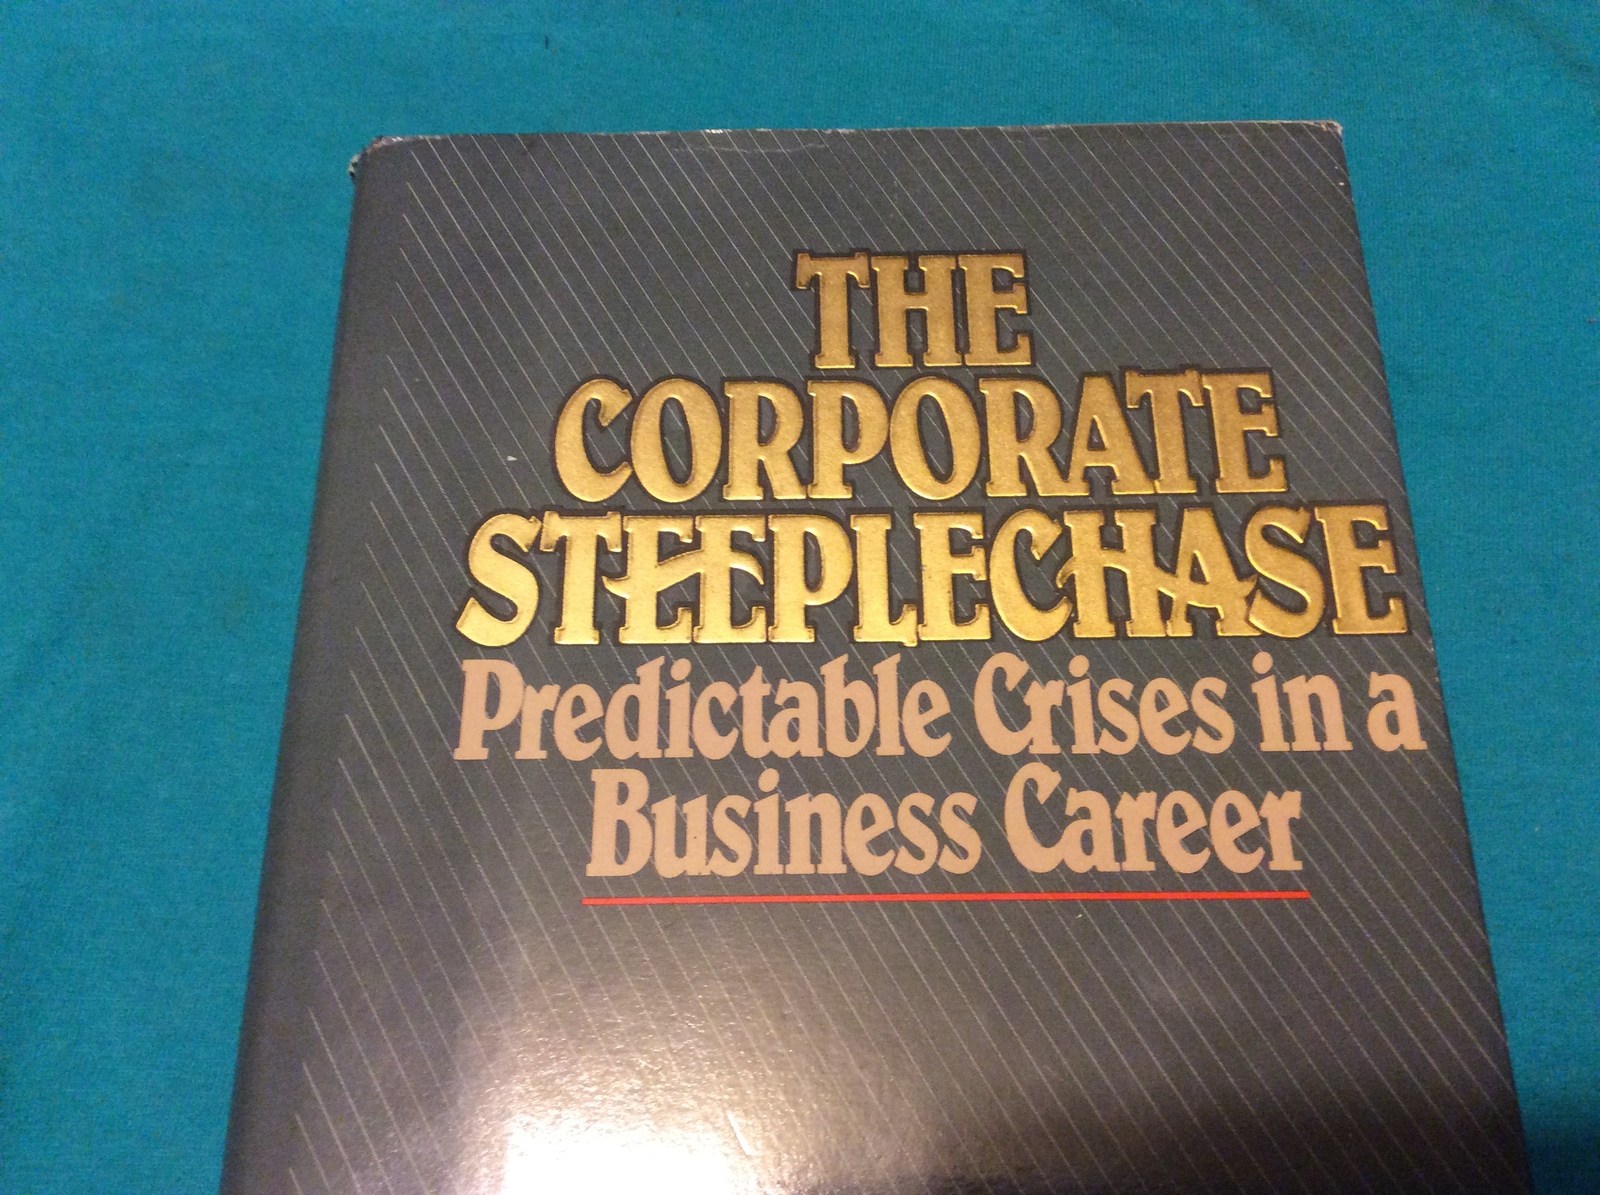 THE
CORPORATE
STEEPLECHASE
Predictable Crises in a
Business Career